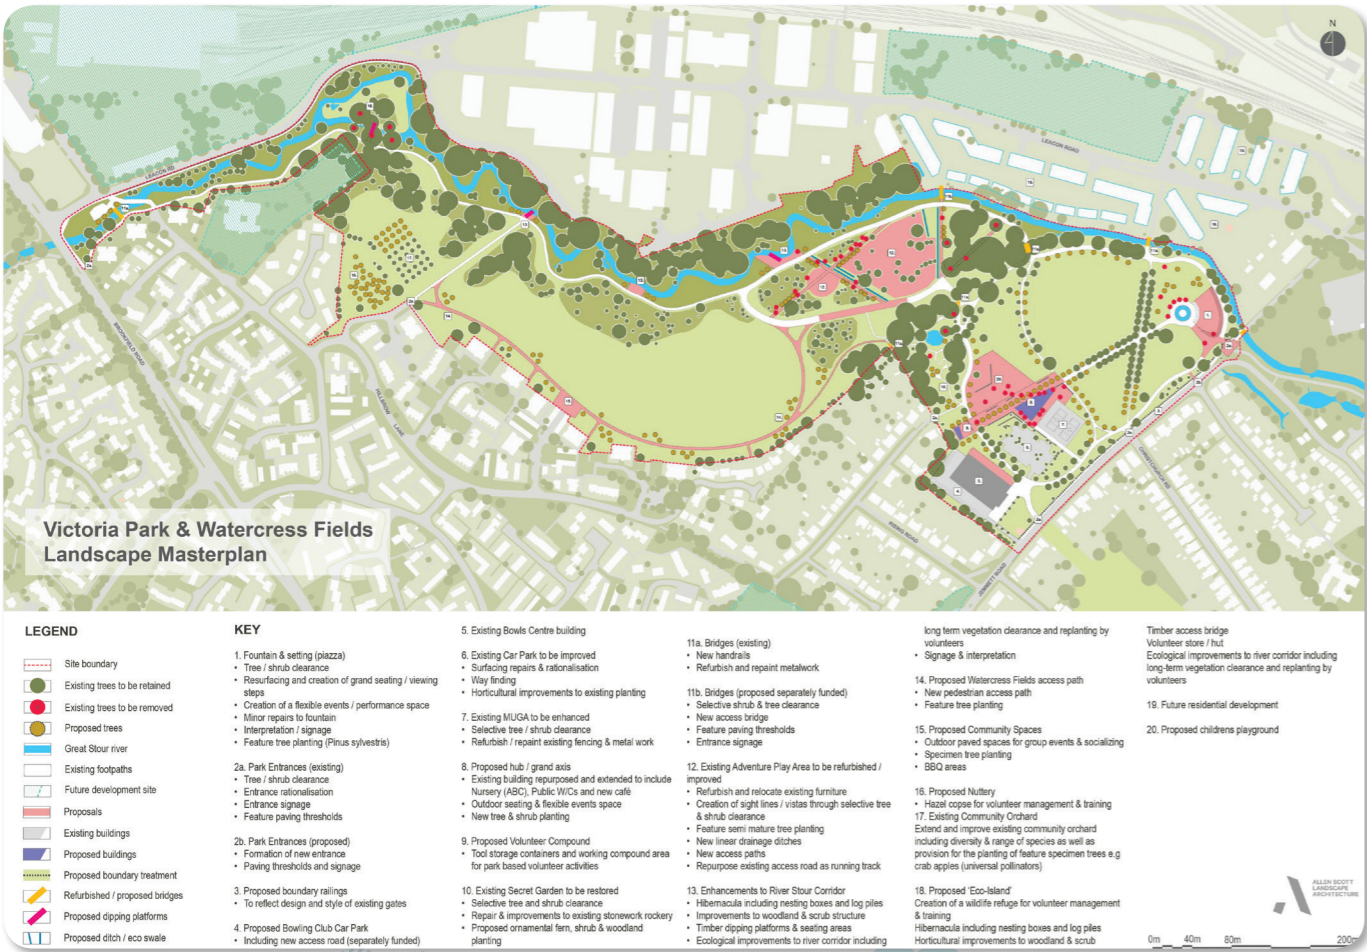 N
LEACON RD
LEACON ROAD
BROOKFIELD ROAD
HILLBROW LANE
CHRISTCHURCH RD
RISING ROAD
JEMMETT ROAD
Victoria Park & Watercress Fields
Landscape Masterplan
LEGEND
Site boundary
Existing trees to be retained
Existing trees to be removed
Proposed trees
Great Stour river
Existing footpaths
Future development site
Proposals
Existing buildings
Proposed buildings
Proposed boundary treatment
Refurbished / proposed bridges
Proposed dipping platforms
Proposed ditch / eco swale
KEY
1. Fountain & setting (piazza)
• Tree / shrub clearance
• Resurfacing and creation of grand seating / viewing
steps
• Creation of a flexible events / performance space
• Minor repairs to fountain
• Interpretation / signage
• Feature tree planting (Pinus sylvestris)
2a. Park Entrances (existing)
• Tree / shrub clearance
• Entrance rationalisation
• Entrance signage
• Feature paving thresholds
2b. Park Entrances (proposed)
• Formation of new entrance
• Paving thresholds and signage
3. Proposed boundary railings
• To reflect design and style of existing gates
4. Proposed Bowling Club Car Park
• Including new access road (separately funded)
5. Existing Bowls Centre building
6. Existing Car Park to be improved
• Surfacing repairs & rationalisation
• Way finding
• Horticultural improvements to existing planting
7. Existing MUGA to be enhanced
• Selective tree / shrub clearance
• Refurbish / repaint existing fencing & metal work
8. Proposed hub / grand axis
• Existing building repurposed and extended to include
Nursery (ABC), Public W/Cs and new café
• Outdoor seating & flexible events space
• New tree & shrub planting
9. Proposed Volunteer Compound
• Tool storage containers and working compound area
for park based volunteer activities
10. Existing Secret Garden to be restored
• Selective tree and shrub clearance
• Repair & improvements to existing stonework rockery
• Proposed ornamental fern, shrub & woodland
planting
11a. Bridges (existing)
• New handrails
• Refurbish and repaint metalwork
11b. Bridges (proposed separately funded)
• Selective shrub & tree clearance
• New access bridge
• Feature paving thresholds
• Entrance signage
12. Existing Adventure Play Area to be refurbished /
improved
• Refurbish and relocate existing furniture
• Creation of sight lines / vistas through selective tree
& shrub clearance
• Feature semi mature tree planting
• New linear drainage ditches
• New access paths
• Repurpose existing access road as running track
13. Enhancements to River Stour Corridor
• Hibernacula including nesting boxes and log piles
• Improvements to woodland & scrub structure
• Timber dipping platforms & seating areas
• Ecological improvements to river corridor including
long term vegetation clearance and replanting by
volunteers
• Signage & interpretation
14. Proposed Watercress Fields access path
• New pedestrian access path
• Feature tree planting
15. Proposed Community Spaces
• Outdoor paved spaces for group events & socializing
• Specimen tree planting
• BBQ areas
16. Proposed Nuttery
• Hazel copse for volunteer management & training
17. Existing Community Orchard
Extend and improve existing community orchard
including diversity & range of species as well as
provision for the planting of feature specimen trees e.g
crab apples (universal pollinators)
18. Proposed 'Eco-Island'
Creation of a wildlife refuge for volunteer management
& training
Hibernacula including nesting boxes and log piles
Horticultural improvements to woodland & scrub
Timber access bridge
Volunteer store / hut
Ecological improvements to river corridor including
long-term vegetation clearance and replanting by
volunteers
19. Future residential development
20. Proposed childrens playground
ALLEN SCOTT
LANDSCAPE
ARCHITECTURE
0m 40m 80m 200m